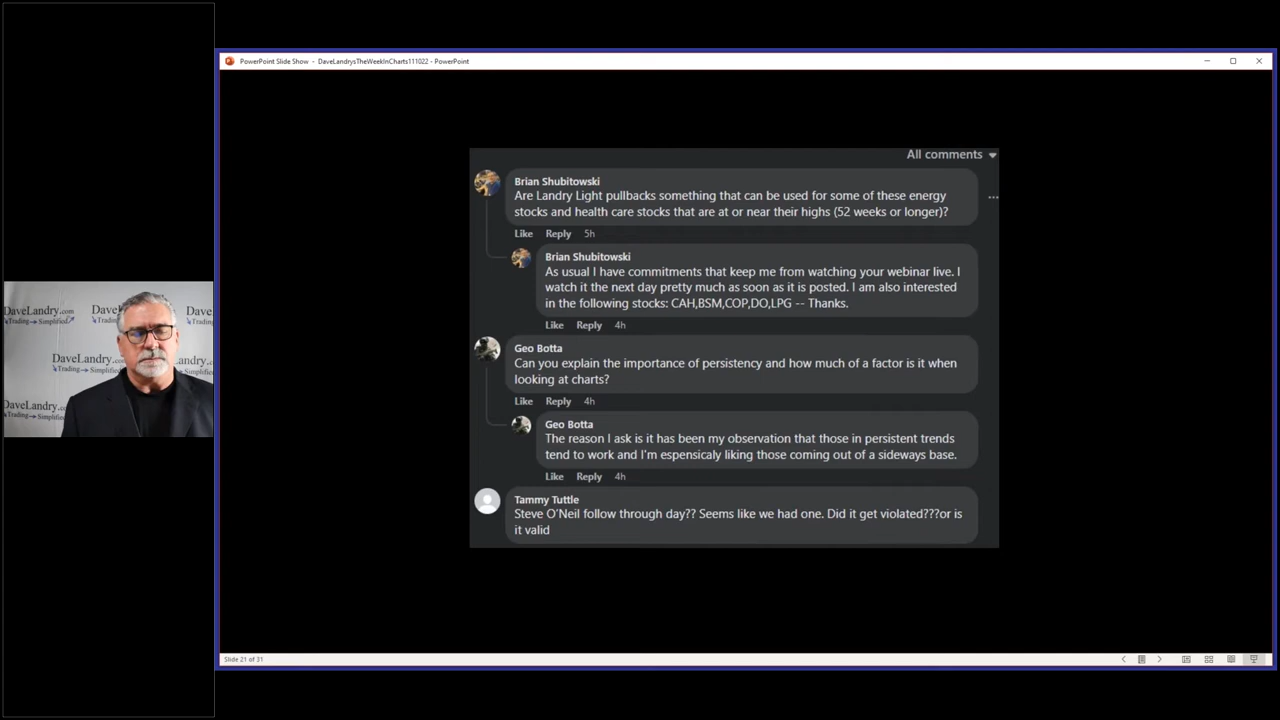 PowerPoint Slide Show - DaveLandrysTheWeekInCharts111022 - PowerPoint
All comments
Brian Shubitowski
Are Landry Light pullbacks something that can be used for some of these energy
stocks and health care stocks that are at or near their highs (52 weeks or longer)?
Like Reply 5h
Brian Shubitowski
As usual I have commitments that keep me from watching your webinar live. I
watch it the next day pretty much as soon as it is posted. I am also interested
in the following stocks: CAH,BSM,COP,DO,LPG -- Thanks.
Like Reply 4h
Geo Botta
Can you explain the importance of persistency and how much of a factor is it when
looking at charts?
Like Reply 4h
Geo Botta
The reason I ask is it has been my observation that those in persistent trends
tend to work and I'm espensicaly liking those coming out of a sideways base.
Like Reply 4h
Tammy Tuttle
Steve O'Neil follow through day?? Seems like we had one. Did it get violated???or is
it valid
DaveLandry.com
Trading Simplified
DaveLandry.com
Trading Simplified
DaveLandry.com
Trading Simplified
Slide 21 of 31